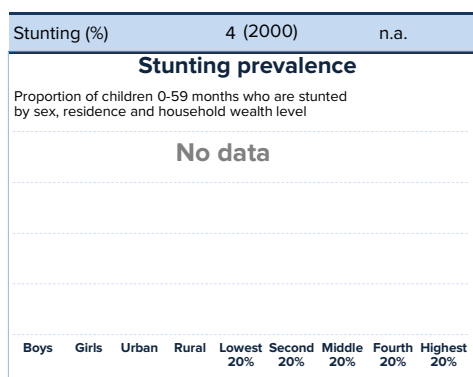 Stunting (%) 4 (2000) n.a.
Stunting prevalence
Proportion of children 0-59 months who are stunted
by sex, residence and household wealth level
No data
Boys Girls Urban Rural Lowest Second Middle Fourth Highest
20% 20% 20% 20% 20%